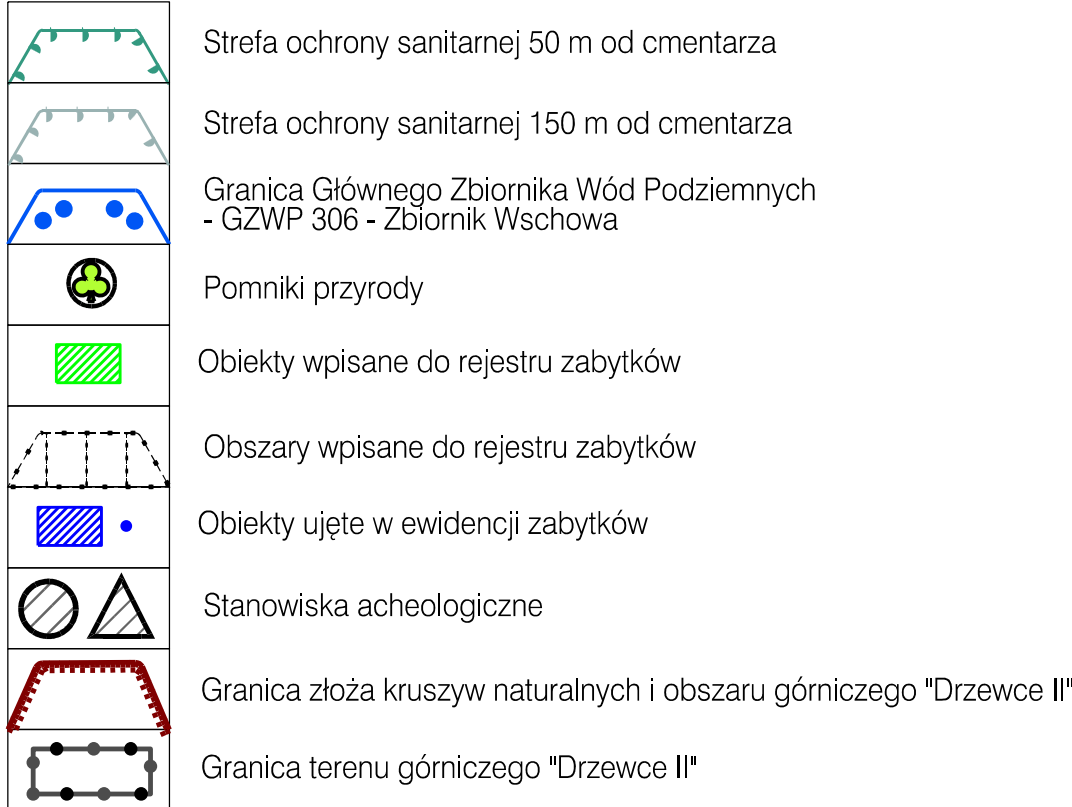 Strefa ochrony sanitarnej 50 m od cmentarza
Strefa ochrony sanitarnej 150 m od cmentarza
Granica Głównego Zbiornika Wód Podziemnych
- GZWP 306 - Zbiornik Wschowa
Pomniki przyrody
Obiekty wpisane do rejestru zabytków
Obszary wpisane do rejestru zabytków
Obiekty ujęte w ewidencji zabytków
Stanowiska acheologiczne
Granica złoża kruszyw naturalnych i obszaru górniczego "Drzewce II"
Granica terenu górniczego "Drzewce II"